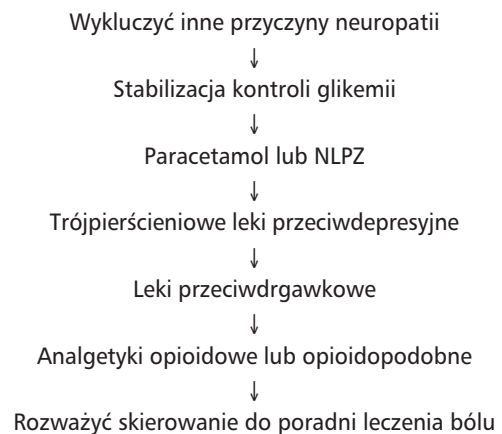 Wykluczyć inne przyczyny neuropatii
↓
Stabilizacja kontroli glikemii
↓
Paracetamol lub NLPZ
↓
Trójpierścieniowe leki przeciwdepresyjne
↓
Leki przeciwdrgawkowe
↓
Analgetyki opioidowe lub opioidopodobne
↓
Rozważyć skierowanie do poradni leczenia bólu